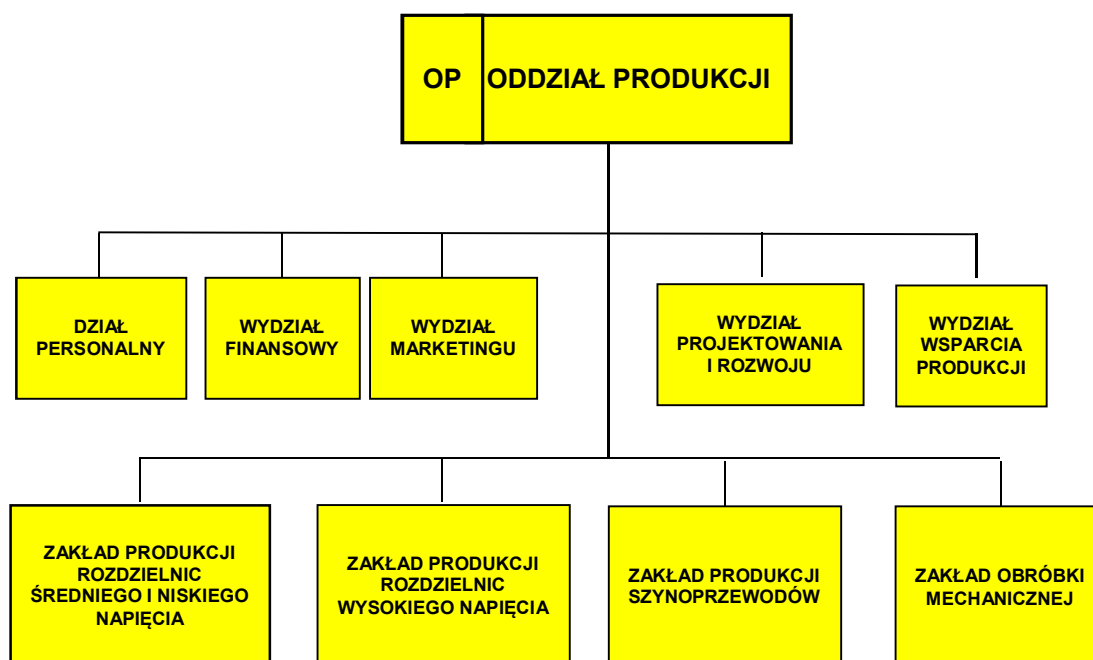 OP ODDZIAŁ PRODUKCJI
DZIAŁ
PERSONALNY
WYDZIAŁ
FINANSOWY
WYDZIAŁ
MARKETINGU
WYDZIAŁ
PROJEKTOWANIA
I ROZWOJU
WYDZIAŁ
WSPARCIA
PRODUKCJI
ZAKŁAD PRODUKCJI
ROZDZIELNIC
ŚREDNIEGO I NISKIEGO
NAPIĘCIA
ZAKŁAD PRODUKCJI
ROZDZIELNIC
WYSOKIEGO NAPIĘCIA
ZAKŁAD PRODUKCJI
SZYNOPRZEWODÓW
ZAKŁAD OBRÓBKI
MECHANICZNEJ